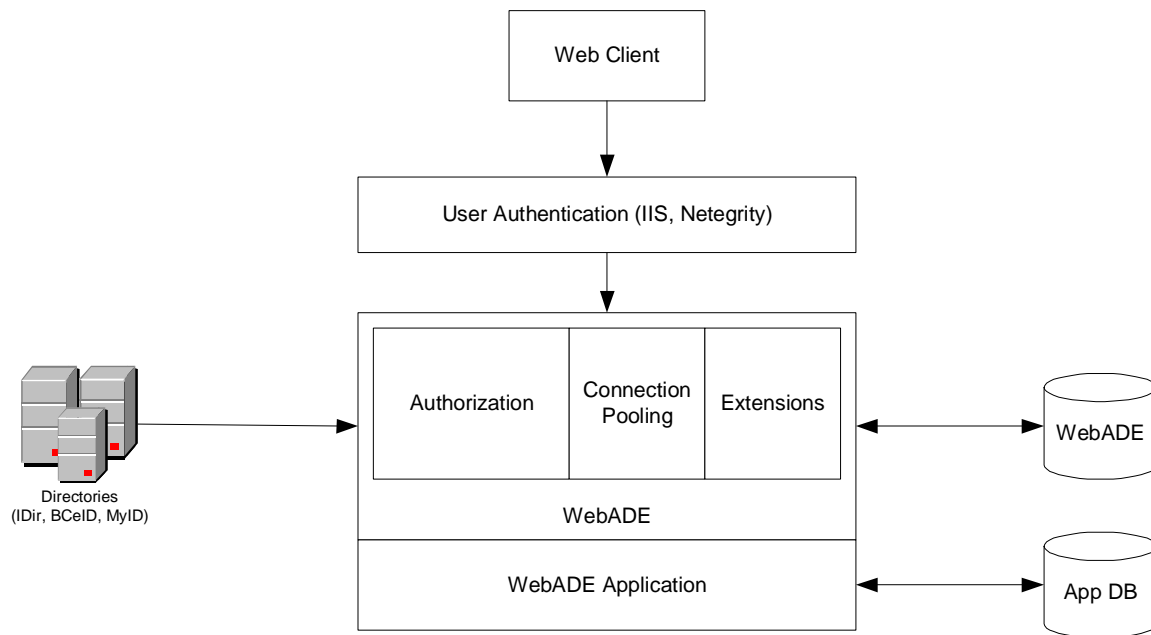 Web Client
User Authentication (IIS, Netegrity)
Authorization
Connection
Pooling
Extensions
WebADE
WebADE
Directories
(IDir, BCeID, MyID)
WebADE Application
App DB